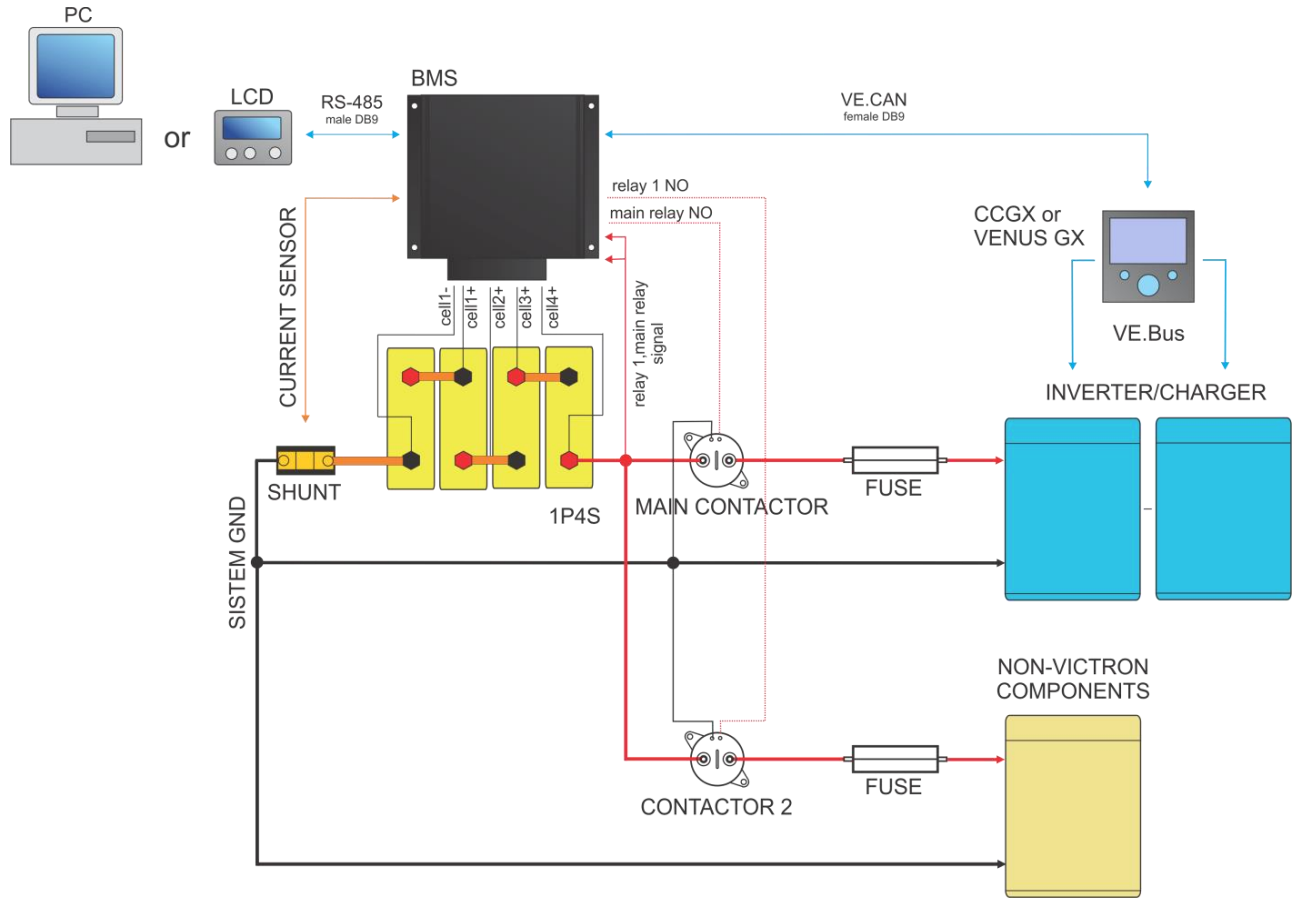 PC
BMS
LCD
RS-485
male DB9
VE.CAN
female DB9
or
relay 1 NO
main relay NO
CCGX or
VENUS GX
CURRENT SENSOR
cell1-
cell1+
cell2+
cell3+
cell4+
relay 1,main relay
signal
VE.Bus
INVERTER/CHARGER
SHUNT
1P4S
MAIN CONTACTOR
FUSE
SISTEM GND
NON-VICTRON
COMPONENTS
CONTACTOR 2
FUSE